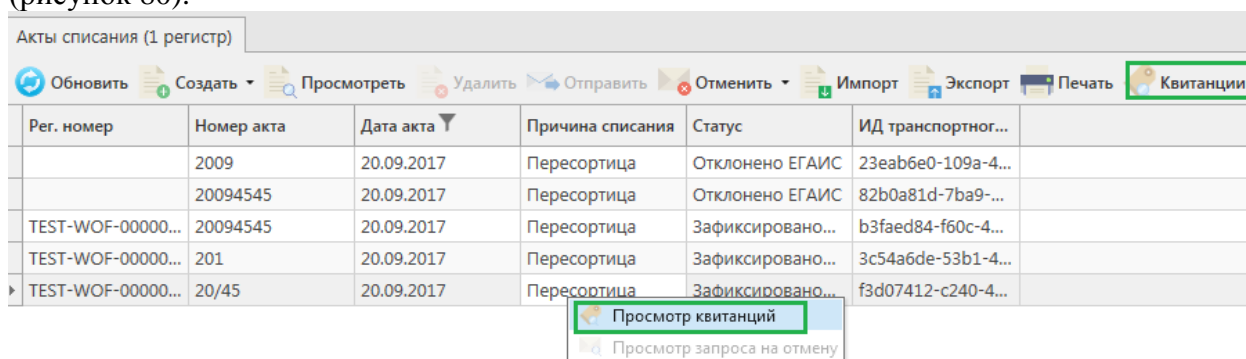 (рисунок 80).
Акты списания (1 регистр)
Обновить Создать Просмотреть Удалить Отправить Отменить Импорт Экспорт Печать Квитанции
Рег. номер Номер акта Дата акта Причина списания Статус ИД транспортног...
2009 20.09.2017 Пересортица Отклонено ЕГАИС 23eab6e0-109a-4...
20094545 20.09.2017 Пересортица Отклонено ЕГАИС 82b0a81d-7ba9-...
TEST-WOF-00000... 20094545 20.09.2017 Пересортица Зафиксировано... b3faed84-f60c-4...
TEST-WOF-00000... 201 20.09.2017 Пересортица Зафиксировано... 3c54a6de-53b1-4...
TEST-WOF-00000... 20/45 20.09.2017 Пересортица Зафиксировано... f3d07412-c240-4...
Просмотр квитанций
Просмотр запроса на отмену